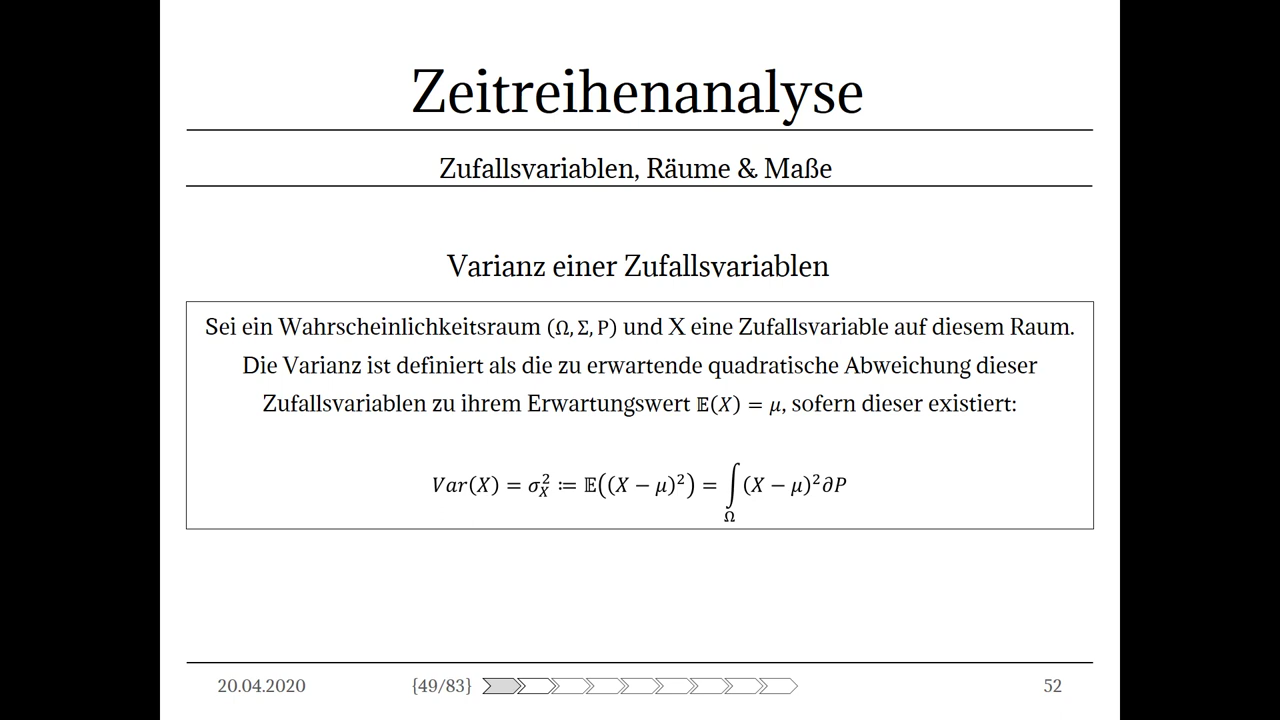 Zeitreihenanalyse
Zufallsvariablen, Räume & Maße
Varianz einer Zufallsvariablen
Sei ein Wahrscheinlichkeitsraum (Ω, Σ, P) und X eine Zufallsvariable auf diesem Raum.
Die Varianz ist definiert als die zu erwartende quadratische Abweichung dieser
Zufallsvariablen zu ihrem Erwartungswert 𝔼(X) = μ, sofern dieser existiert:
Var(X) = σ_X^2 ≔ 𝔼((X − μ)²) = ∫_Ω (X − μ)² ∂P
20.04.2020 {49/83} 52